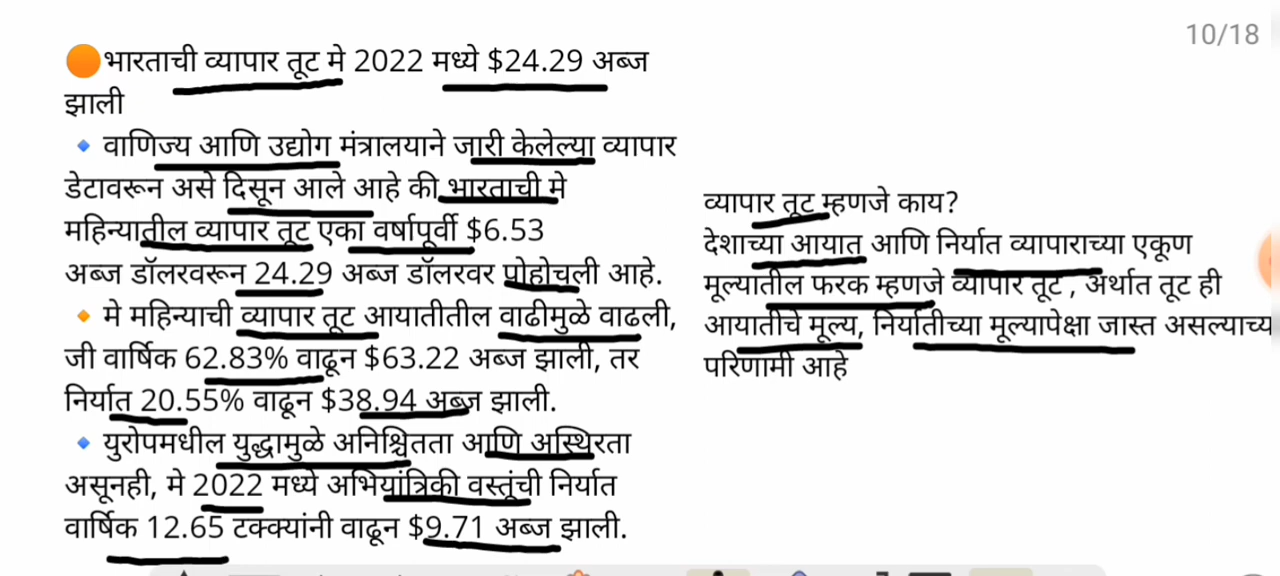 10/18
भारताची व्यापार तूट मे 2022 मध्ये $24.29 अब्ज
झाली
वाणिज्य आणि उद्योग मंत्रालयाने जारी केलेल्या व्यापार
डेटावरून असे दिसून आले आहे की भारताची मे
महिन्यातील व्यापार तूट एका वर्षापूर्वी $6.53
अब्ज डॉलरवरून 24.29 अब्ज डॉलरवर पोहोचली आहे.
मे महिन्याची व्यापार तूट आयातीतील वाढीमुळे वाढली,
जी वार्षिक 62.83% वाढून $63.22 अब्ज झाली, तर
निर्यात 20.55% वाढून $38.94 अब्ज झाली.
युरोपमधील युद्धामुळे अनिश्चितता आणि अस्थिरता
असूनही, मे 2022 मध्ये अभियांत्रिकी वस्तूंची निर्यात
वार्षिक 12.65 टक्क्यांनी वाढून $9.71 अब्ज झाली.
व्यापार तूट म्हणजे काय?
देशाच्या आयात आणि निर्यात व्यापाराच्या एकूण
मूल्यातील फरक म्हणजे व्यापार तूट , अर्थात तूट ही
आयातीचे मूल्य, निर्यातीच्या मूल्यापेक्षा जास्त असल्याच्य
परिणामी आहे